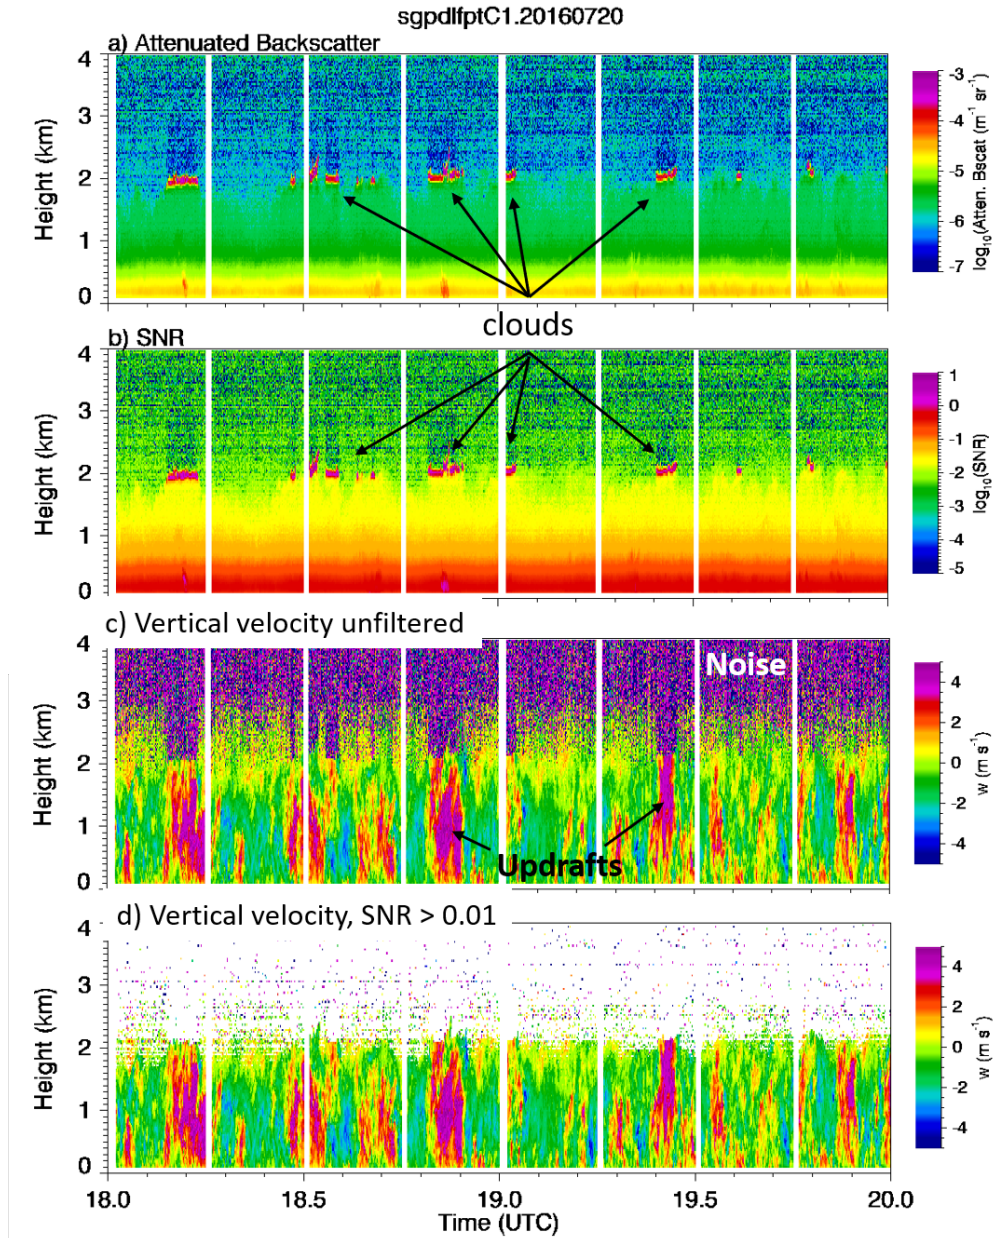 sgpdlfptC1.20160720
a) Attenuated Backscatter
4
3
2
1
0
Height (km)
-3
-4
-5
-6
-7
log10(Atten. Bscat (m-1 sr-1)
clouds
b) SNR
4
3
2
1
0
Height (km)
1
0
-1
-2
-3
-4
-5
log10(SNR)
c) Vertical velocity unfiltered
4
3
2
1
0
Height (km)
Noise
Updrafts
4
2
0
-2
-4
w (m s-1)
d) Vertical velocity, SNR > 0.01
4
3
2
1
0
Height (km)
4
2
0
-2
-4
w (m s-1)
18.0 18.5 19.0 19.5 20.0
Time (UTC)